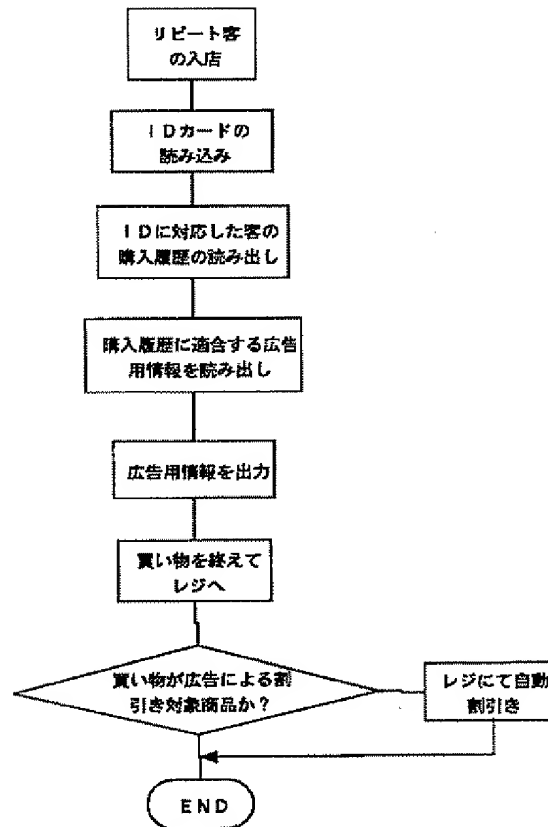 リピート客
の入店
IDカードの
読み込み
IDに対応した客の
購入履歴の読み出し
購入履歴に適合する広告
用情報を読み出し
広告用情報を出力
買い物を終えて
レジへ
買い物が広告による割
引き対象商品か?
レジにて自動
割引き
END